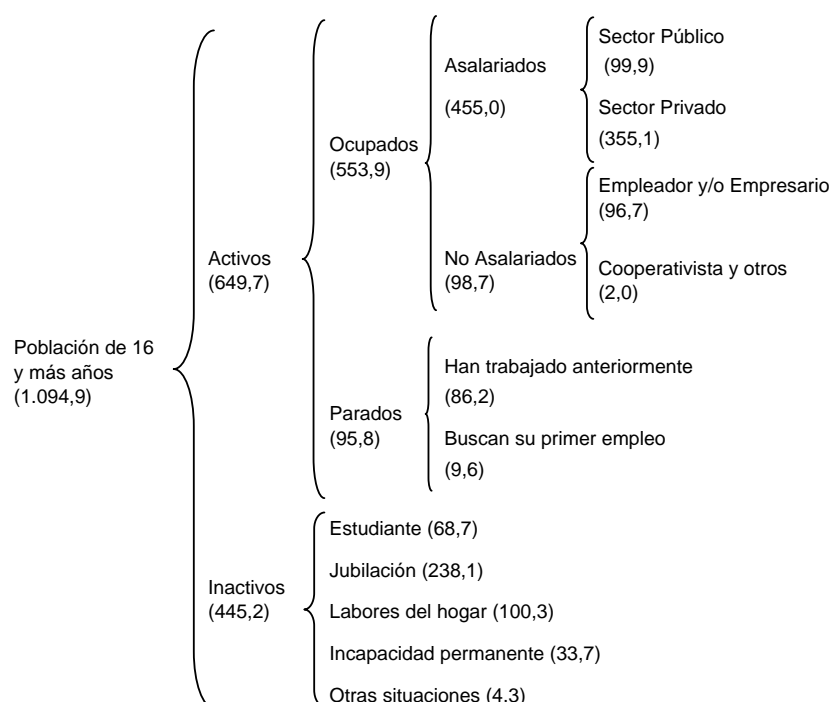 Población de 16
y más años
(1.094,9)
Activos
(649,7)
Ocupados
(553,9)
Asalariados
(455,0)
Sector Público
(99,9)
Sector Privado
(355,1)
No Asalariados
(98,7)
Empleador y/o Empresario
(96,7)
Cooperativista y otros
(2,0)
Parados
(95,8)
Han trabajado anteriormente
(86,2)
Buscan su primer empleo
(9,6)
Inactivos
(445,2)
Estudiante (68,7)
Jubilación (238,1)
Labores del hogar (100,3)
Incapacidad permanente (33,7)
Otras situaciones (4,3)